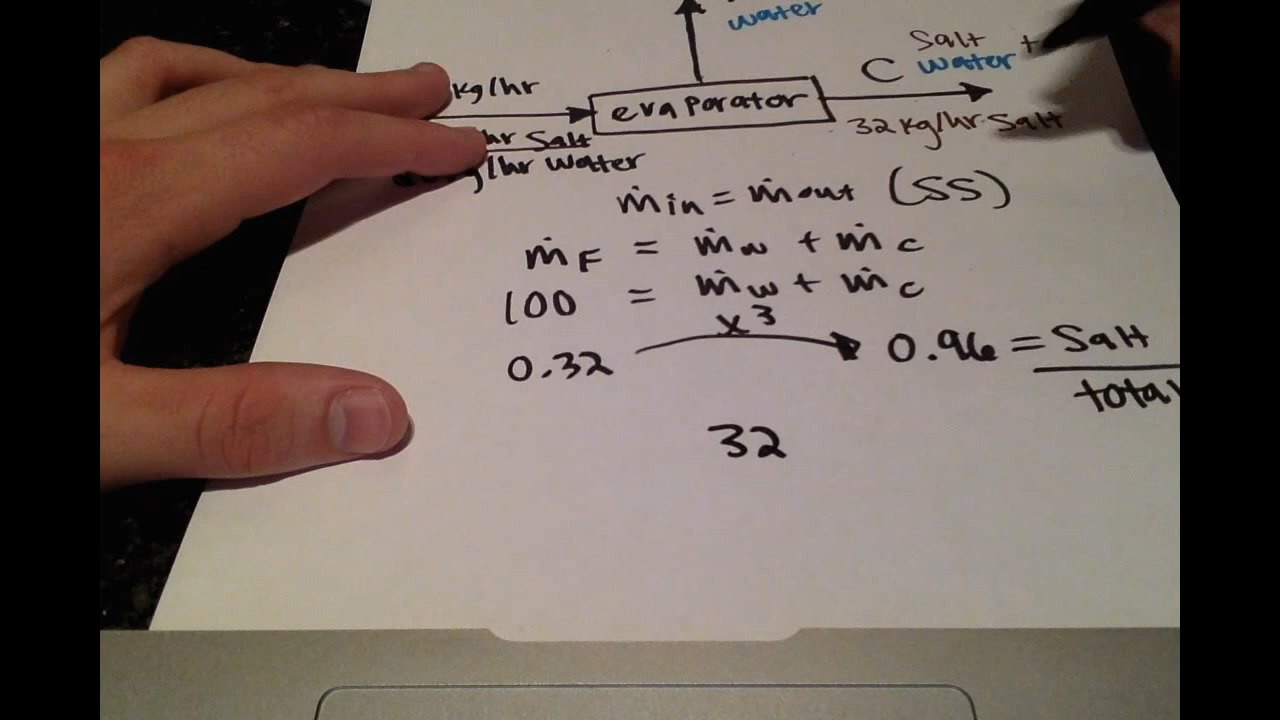 water
Salt
C water +
kg/hr
evaporator
32 kg/hr Salt
hr Salt
kg/hr water
ṁin = ṁout (SS)
ṁF = ṁw + ṁC
100 = ṁw + ṁC
x3
0.32 0.96 = Salt
total
32